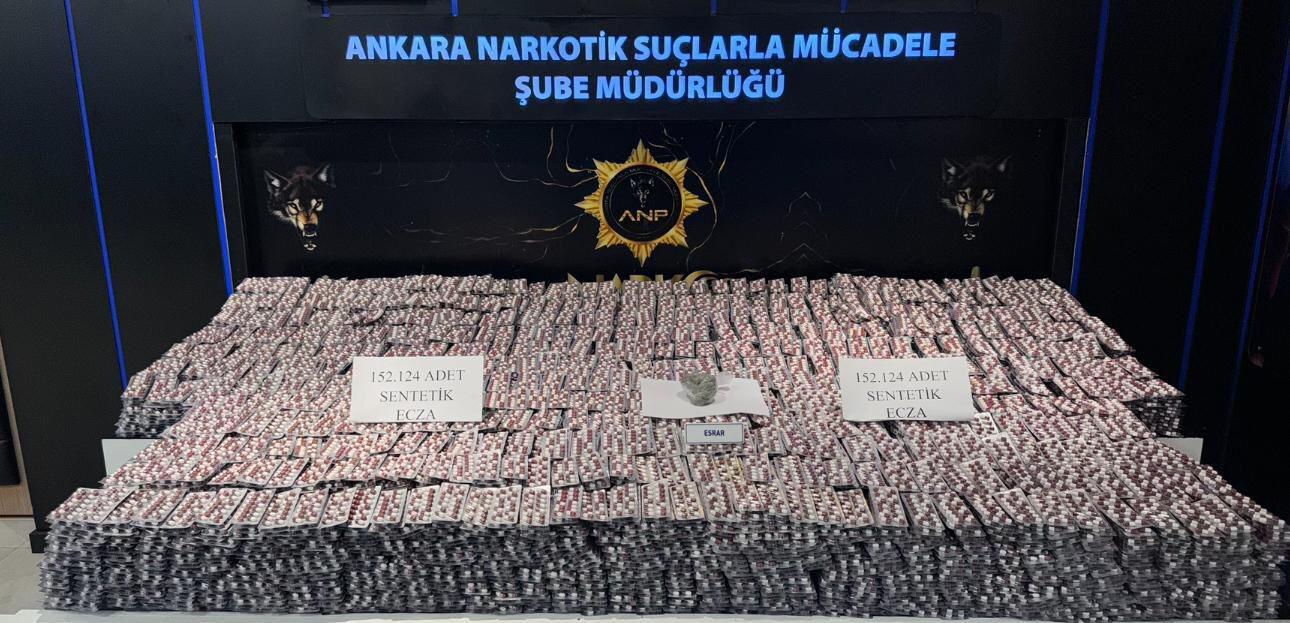 ANKARA NARKOTİK SUÇLARLA MÜCADELE
ŞUBE MÜDÜRLÜĞÜ
ANP
152.124 ADET
SENTETİK
ECZA
ESRAR
152.124 ADET
SENTETİK
ECZA